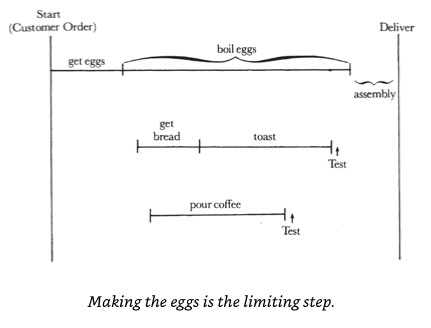 Start
(Customer Order)
Deliver
boil eggs
get eggs
assembly
get
bread
toast
Test
pour coffee
Test
Making the eggs is the limiting step.